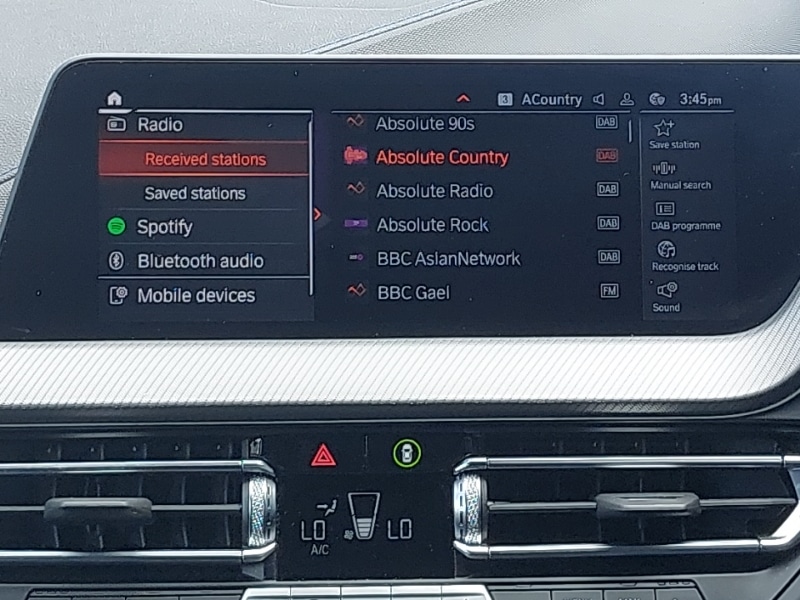 3 ACountry 3:45pm
Radio
Received stations
Saved stations
Spotify
Bluetooth audio
Mobile devices
Absolute 90s DAB
Absolute Country DAB
Absolute Radio DAB
Absolute Rock DAB
BBC AsianNetwork DAB
BBC Gael FM
Save station
Manual search
DAB programme
Recognise track
Sound
LO LO
A/C